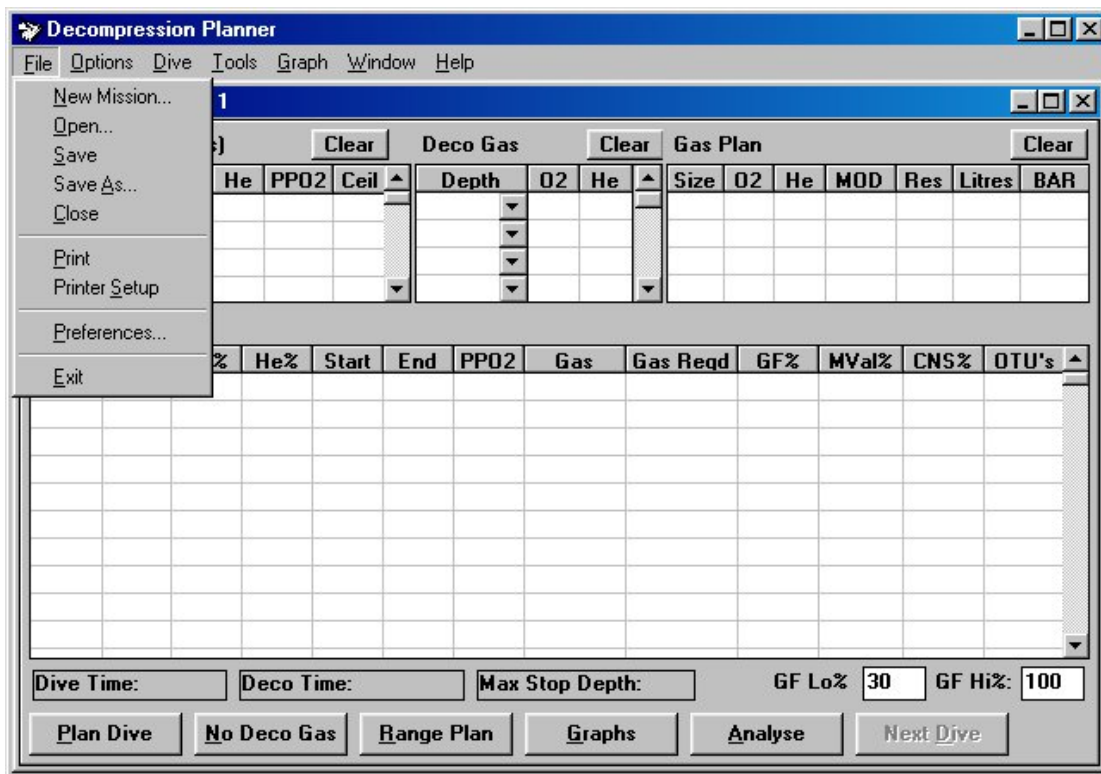 Decompression Planner
File Options Dive Tools Graph Window Help
New Mission...
Open...
Save
Save As...
Close
Print
Printer Setup
Preferences...
Exit
1
s) Clear Deco Gas Clear Gas Plan Clear
He PPO2 Ceil Depth O2 He Size O2 He MOD Res Litres BAR
% He% Start End PPO2 Gas Gas Reqd GF% MVal% CNS% OTU's
Dive Time: Deco Time: Max Stop Depth: GF Lo% 30 GF Hi%: 100
Plan Dive No Deco Gas Range Plan Graphs Analyse Next Dive